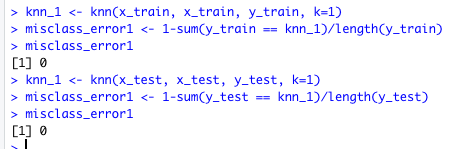 > knn_1 <- knn(x_train, x_train, y_train, k=1)
> misclass_error1 <- 1-sum(y_train == knn_1)/length(y_train)
> misclass_error1
[1] 0
> knn_1 <- knn(x_test, x_test, y_test, k=1)
> misclass_error1 <- 1-sum(y_test == knn_1)/length(y_test)
> misclass_error1
[1] 0
>